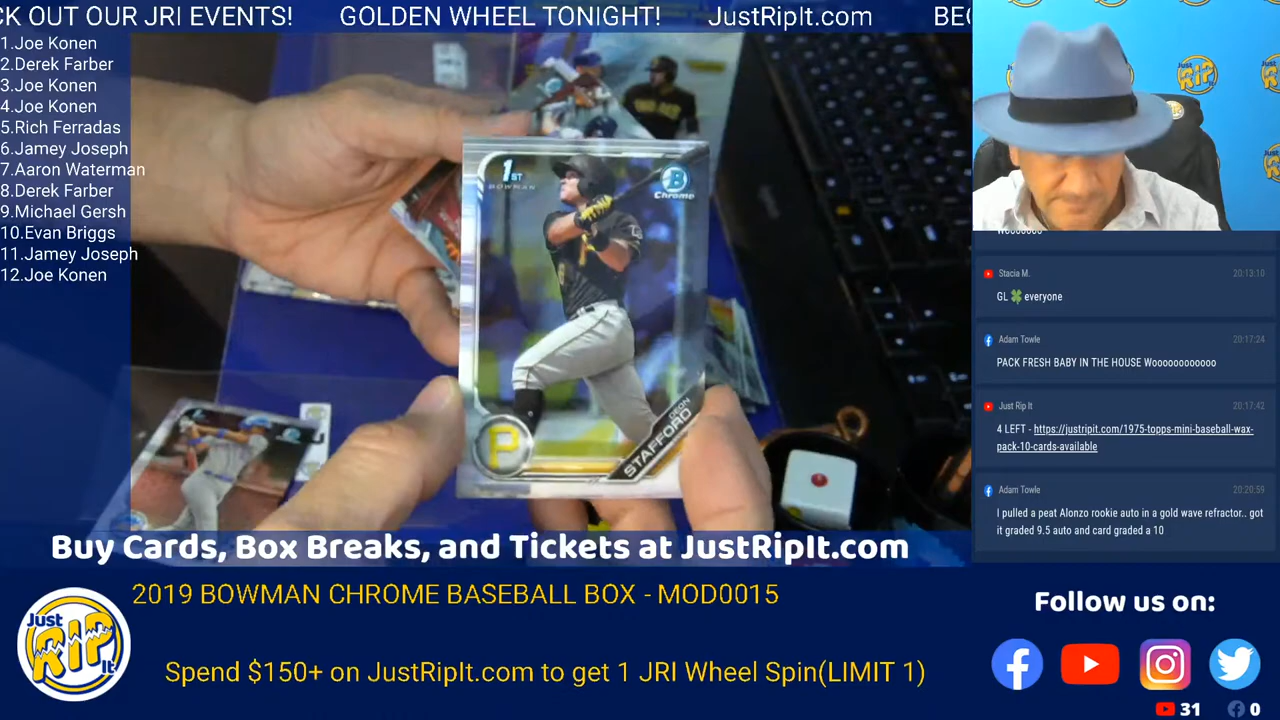 CK OUT OUR JRI EVENTS! GOLDEN WHEEL TONIGHT! JustRipIt.com BEC
1.Joe Konen
2.Derek Farber
3.Joe Konen
4.Joe Konen
5.Rich Ferradas
6.Jamey Joseph
7.Aaron Waterman
8.Derek Farber
9.Michael Gersh
10.Evan Briggs
11.Jamey Joseph
12.Joe Konen
1ST
BOWMAN
B
Chrome
P
DEON
STAFFORD
Just
RIP
Stacia M. 20:13:10
GL 🍀 everyone
Adam Towle 20:17:24
PACK FRESH BABY IN THE HOUSE Woooooooooooo
Just Rip It 20:17:42
4 LEFT - https://justripit.com/1975-topps-mini-baseball-wax-
pack-10-cards-available
Adam Towle 20:20:59
I pulled a peat Alonzo rookie auto in a gold wave refractor.. got
it graded 9.5 auto and card graded a 10
Buy Cards, Box Breaks, and Tickets at JustRipIt.com
Just
RIP
It
2019 BOWMAN CHROME BASEBALL BOX - MOD0015
Spend $150+ on JustRipIt.com to get 1 JRI Wheel Spin(LIMIT 1)
Follow us on:
31 0